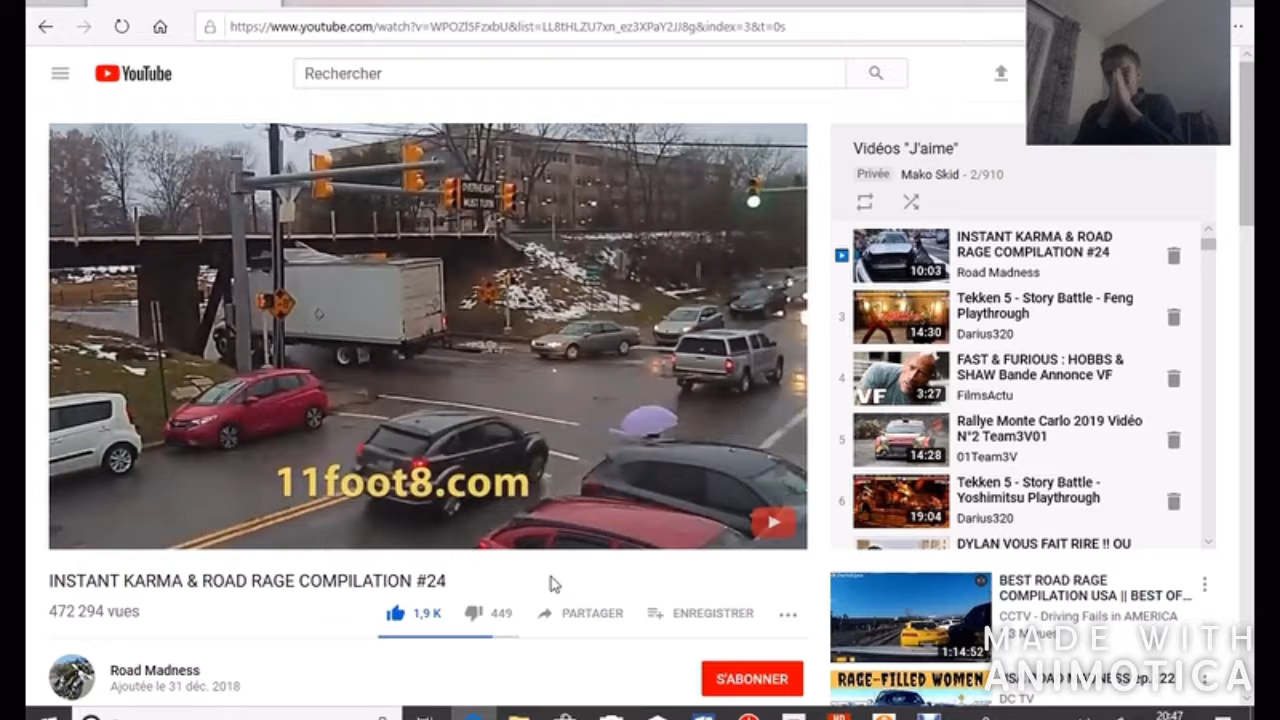 https://www.youtube.com/watch?v=WPOZl5FzxbU&list=LL8tHLZU7xn_ez3XPaY2JJ8g&index=3&t=0s
YouTube
Rechercher
OVERHEIGHT
MUST TURN
11foot8.com
Vidéos "J'aime"
Privée Mako Skid - 2/910
INSTANT KARMA & ROAD
RAGE COMPILATION #24
Road Madness
10:03
3
Tekken 5 - Story Battle - Feng
Playthrough
Darius320
14:30
4
FAST & FURIOUS : HOBBS &
SHAW Bande Annonce VF
FilmsActu
VF
3:27
5
Rallye Monte Carlo 2019 Vidéo
N°2 Team3V01
01Team3V
14:28
6
Tekken 5 - Story Battle -
Yoshimitsu Playthrough
Darius320
19:04
DYLAN VOUS FAIT RIRE !! OU
INSTANT KARMA & ROAD RAGE COMPILATION #24
472 294 vues
1,9 K
449
PARTAGER
ENREGISTRER
Road Madness
Ajoutée le 31 déc. 2018
S'ABONNER
BEST ROAD RAGE
COMPILATION USA || BEST OF...
CCTV - Driving Fails in AMERICA
1:14:52
RAGE-FILLED WOMEN
DC TV
MADE WITH
ANIMOTICA
20:47